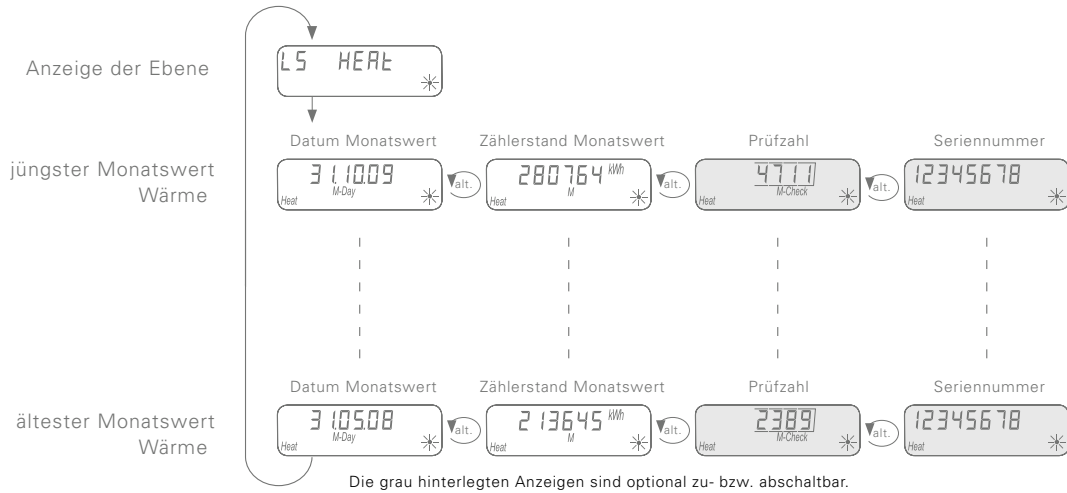 Anzeige der Ebene
L5 HEAt
Datum Monatswert Zählerstand Monatswert Prüfzahl Seriennummer
jüngster Monatswert
Wärme
31.10.09 M-Day Heat alt. 280764 kWh M Heat alt. 4711 M-Check Heat alt. 12345678
Datum Monatswert Zählerstand Monatswert Prüfzahl Seriennummer
ältester Monatswert
Wärme
31.05.08 M-Day Heat alt. 213645 kWh M Heat alt. 2389 M-Check Heat alt. 12345678
Die grau hinterlegten Anzeigen sind optional zu- bzw. abschaltbar.